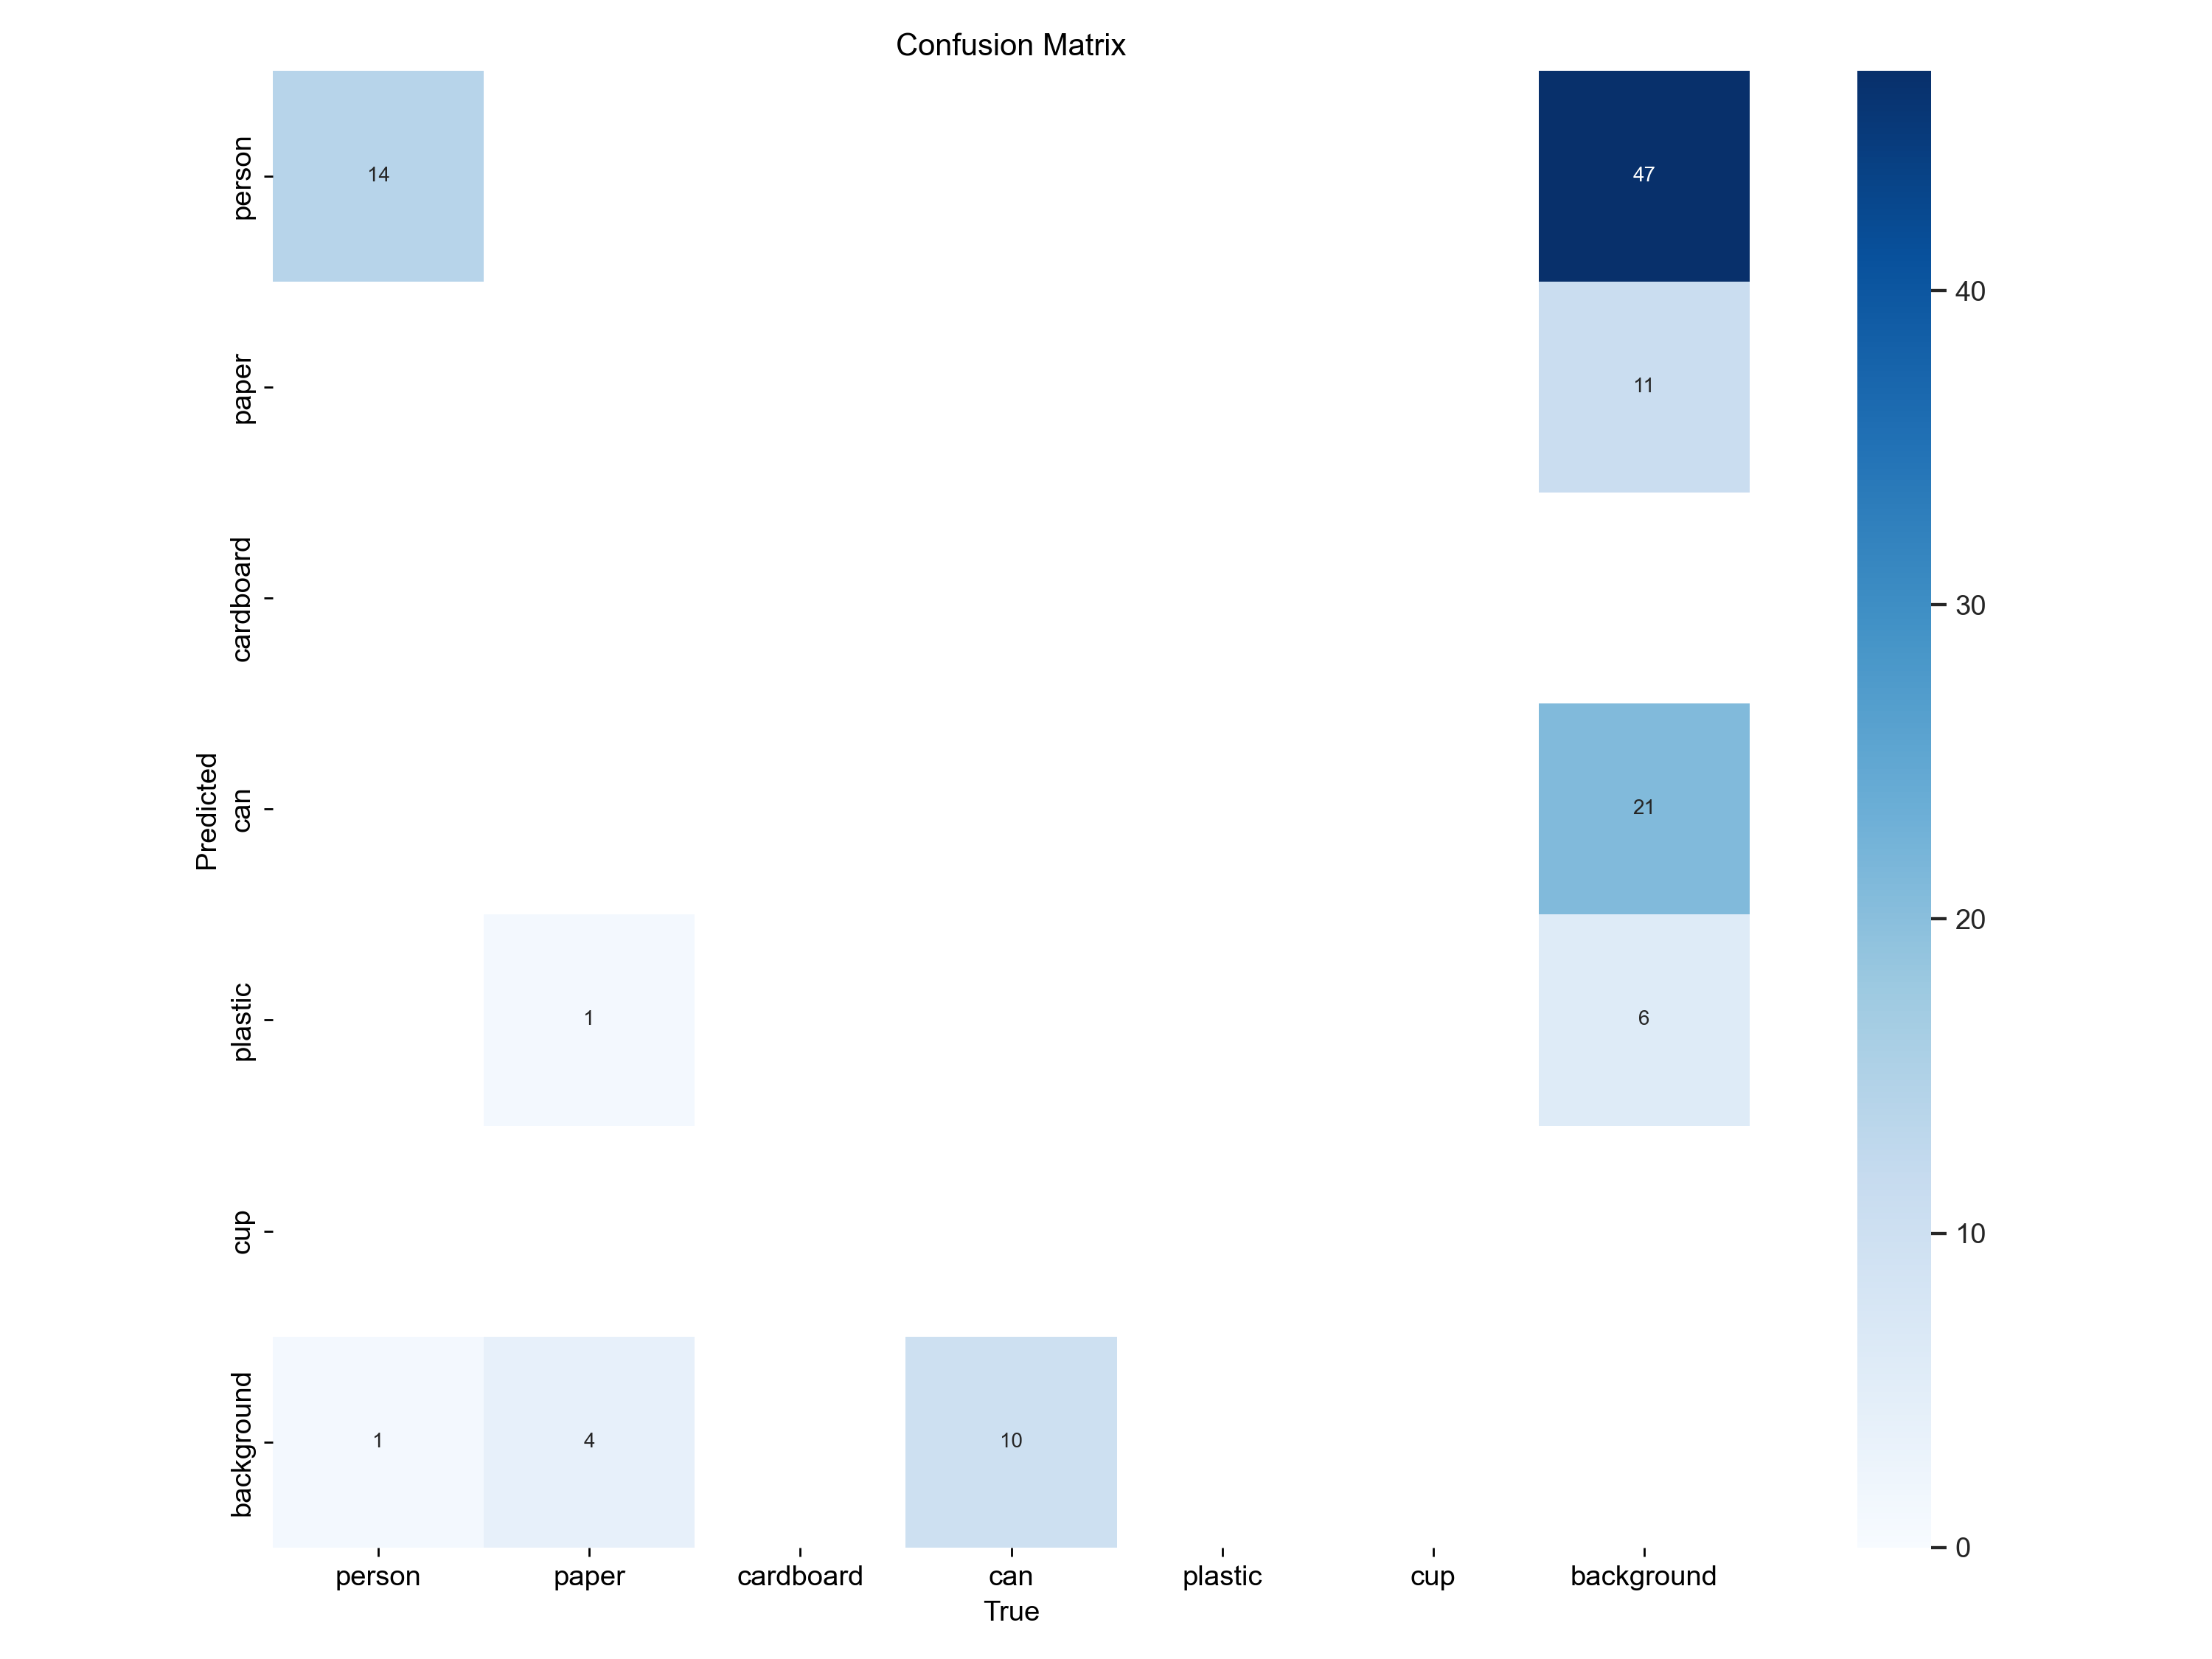 Confusion Matrix
person
14
47
40
paper
11
cardboard
30
Predicted
can
21
20
plastic
1
6
cup
10
background
1
4
10
0
person
paper
cardboard
can
plastic
cup
background
True